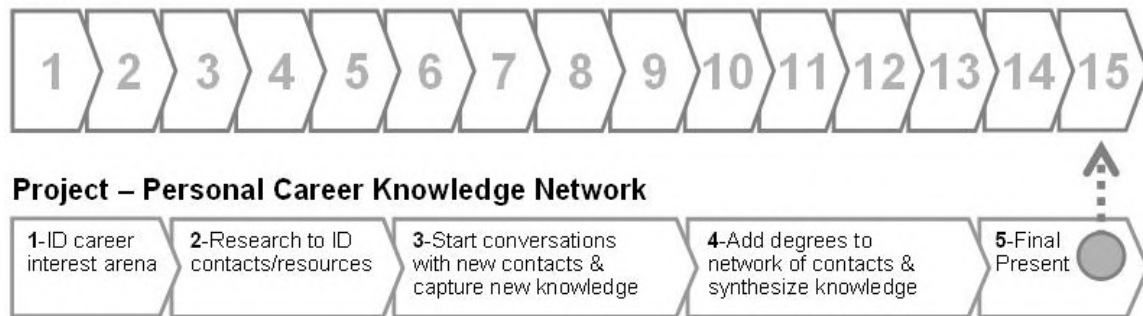 1 2 3 4 5 6 7 8 9 10 11 12 13 14 15
Project – Personal Career Knowledge Network
1-ID career
interest arena
2-Research to ID
contacts/resources
3-Start conversations
with new contacts &
capture new knowledge
4-Add degrees to
network of contacts &
synthesize knowledge
5-Final
Present